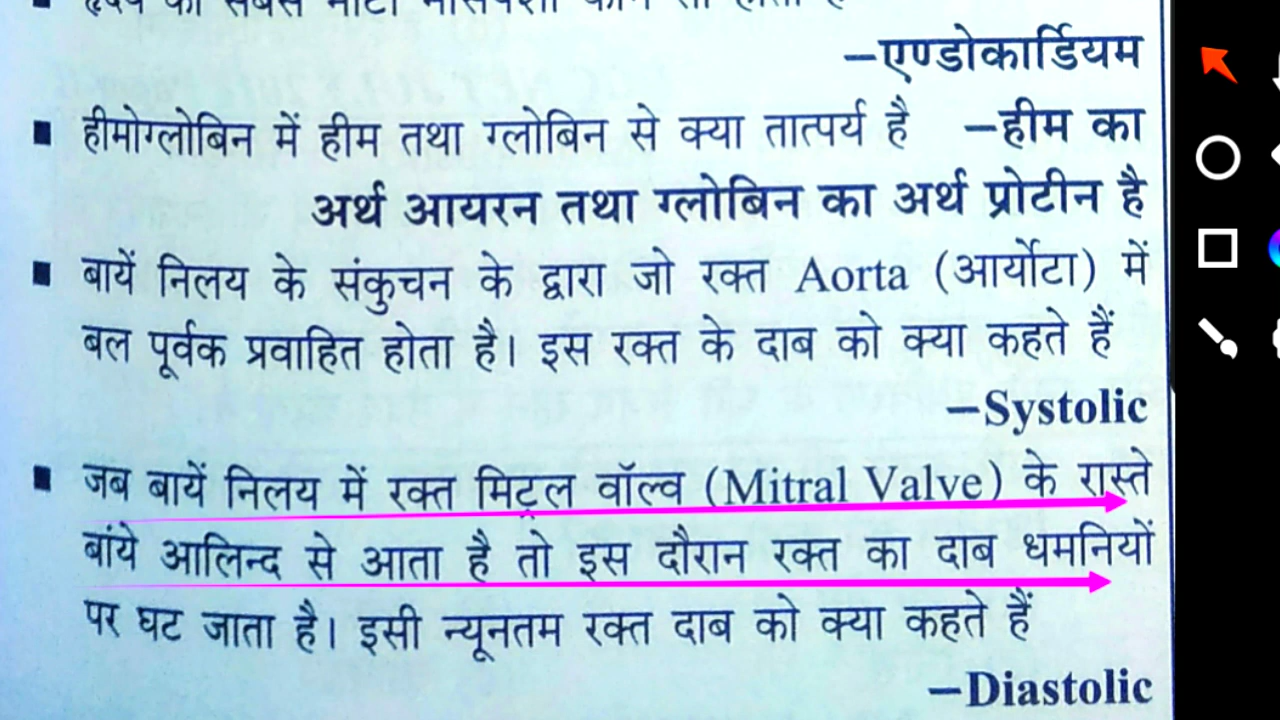 –एण्डोकार्डियम
■ हीमोग्लोबिन में हीम तथा ग्लोबिन से क्या तात्पर्य है –हीम का
अर्थ आयरन तथा ग्लोबिन का अर्थ प्रोटीन है
■ बायें निलय के संकुचन के द्वारा जो रक्त Aorta (आर्योटा) में
बल पूर्वक प्रवाहित होता है। इस रक्त के दाब को क्या कहते हैं
–Systolic
■ जब बायें निलय में रक्त मिट्रल वॉल्व (Mitral Valve) के रास्ते
बांये आलिन्द से आता है तो इस दौरान रक्त का दाब धमनियों
पर घट जाता है। इसी न्यूनतम रक्त दाब को क्या कहते हैं
–Diastolic